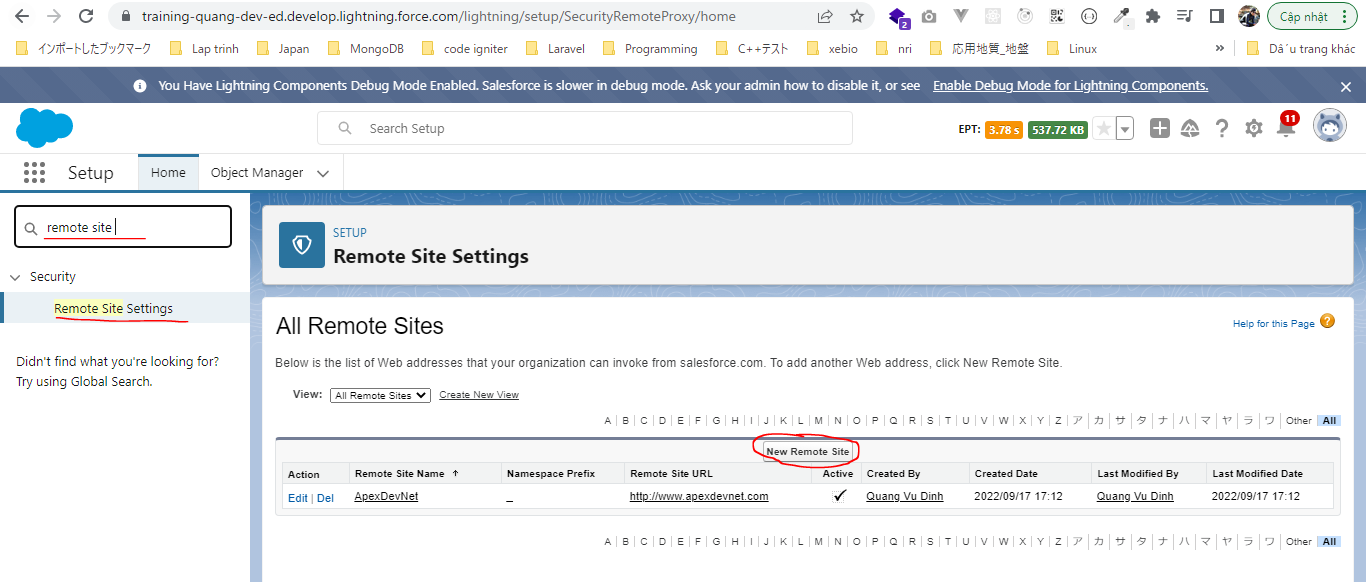 training-quang-dev-ed.develop.lightning.force.com/lightning/setup/SecurityRemoteProxy/home
2
Cập nhật
インポートしたブックマーク Lap trinh Japan MongoDB code igniter Laravel Programming C++テスト xebio nri 応用地質_地盤 Linux » Dấu trang khác
You Have Lightning Components Debug Mode Enabled. Salesforce is slower in debug mode. Ask your admin how to disable it, or see Enable Debug Mode for Lightning Components.
Search Setup
EPT: 3.78 s 537.72 KB
11
Setup Home Object Manager
remote site
Security
Remote Site Settings
Didn't find what you're looking for?
Try using Global Search.
SETUP
Remote Site Settings
All Remote Sites
Help for this Page ?
Below is the list of Web addresses that your organization can invoke from salesforce.com. To add another Web address, click New Remote Site.
View: All Remote Sites Create New View
A | B | C | D | E | F | G | H | I | J | K | L | M | N | O | P | Q | R | S | T | U | V | W | X | Y | Z | ア | カ | サ | タ | ナ | ハ | マ | ヤ | ラ | ワ | Other All
New Remote Site
Action Remote Site Name ↑ Namespace Prefix Remote Site URL Active Created By Created Date Last Modified By Last Modified Date
Edit | Del ApexDevNet _ http://www.apexdevnet.com ✓ Quang Vu Dinh 2022/09/17 17:12 Quang Vu Dinh 2022/09/17 17:12
A | B | C | D | E | F | G | H | I | J | K | L | M | N | O | P | Q | R | S | T | U | V | W | X | Y | Z | ア | カ | サ | タ | ナ | ハ | マ | ヤ | ラ | ワ | Other All